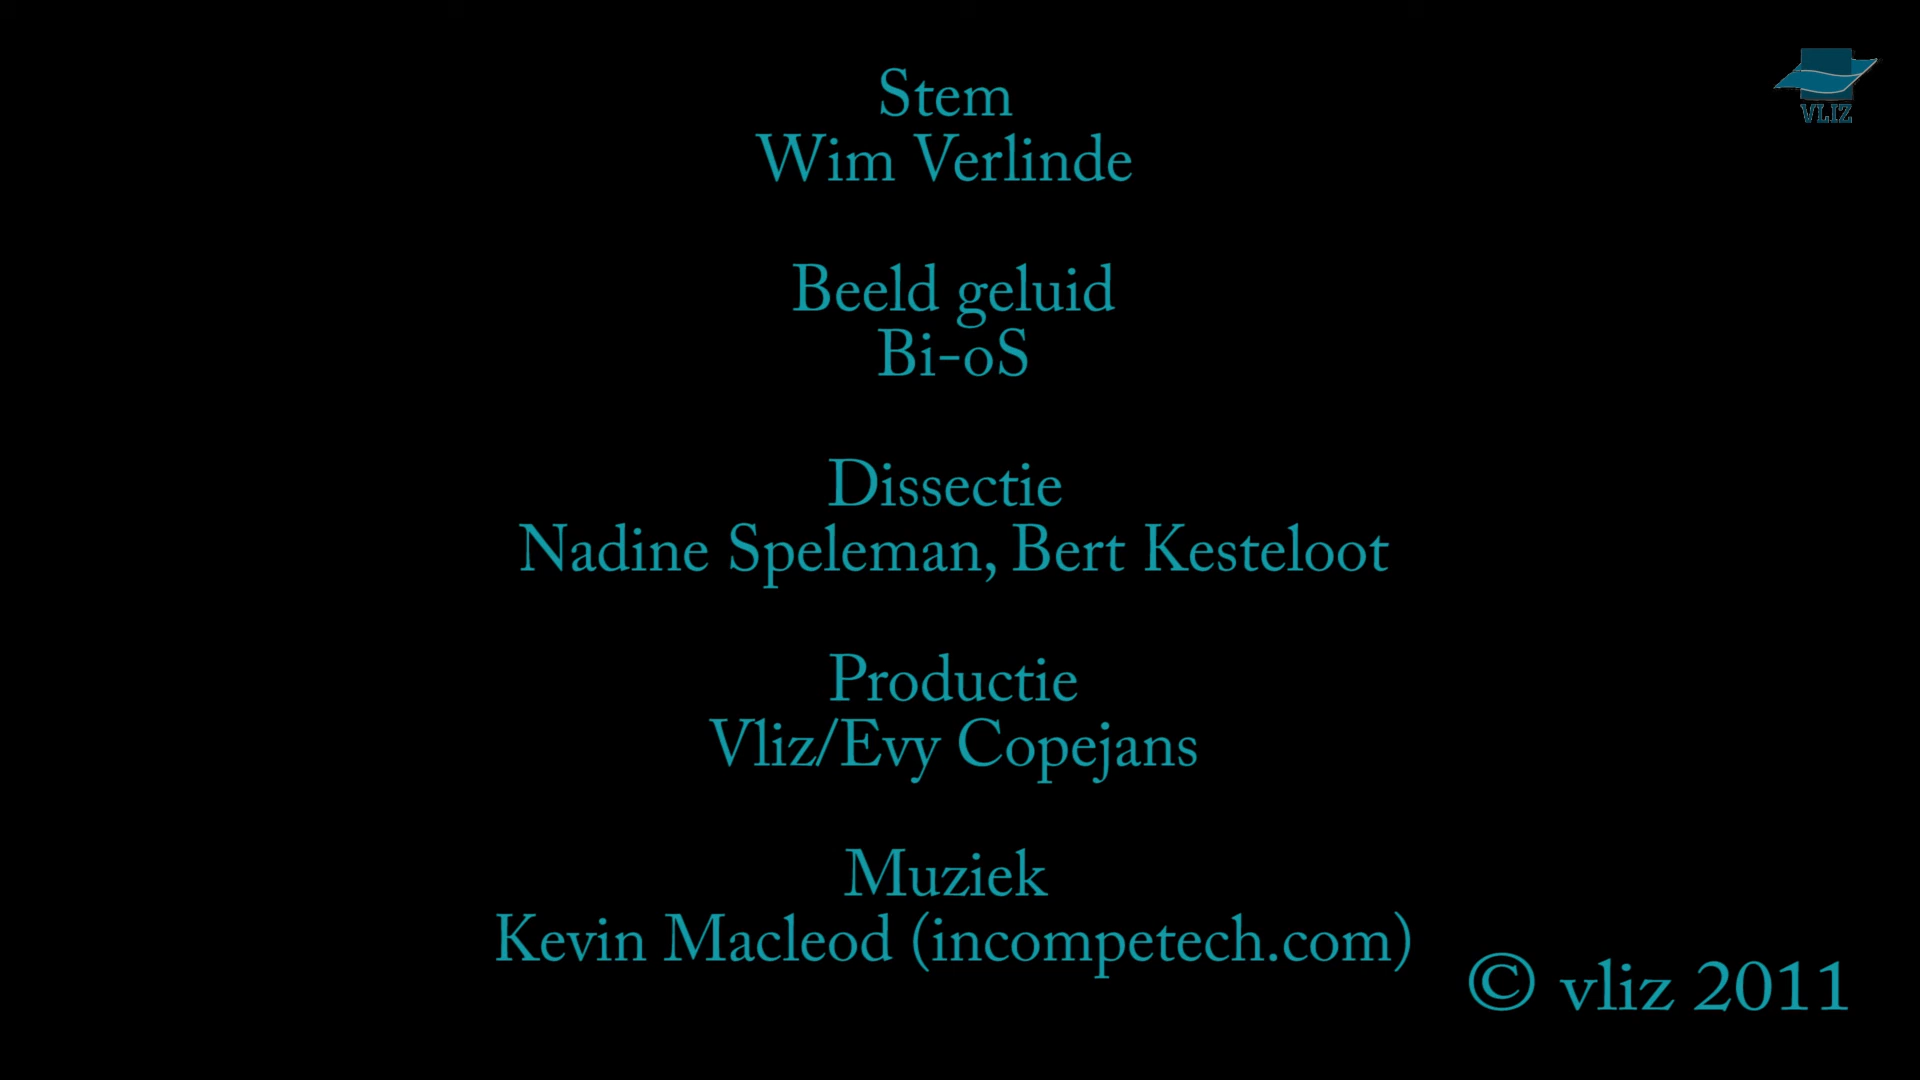 VLIZ
Stem
Wim Verlinde
Beeld geluid
Bi-oS
Dissectie
Nadine Speleman, Bert Kesteloot
Productie
Vliz/Evy Copejans
Muziek
Kevin Macleod (incompetech.com)
© vliz 2011